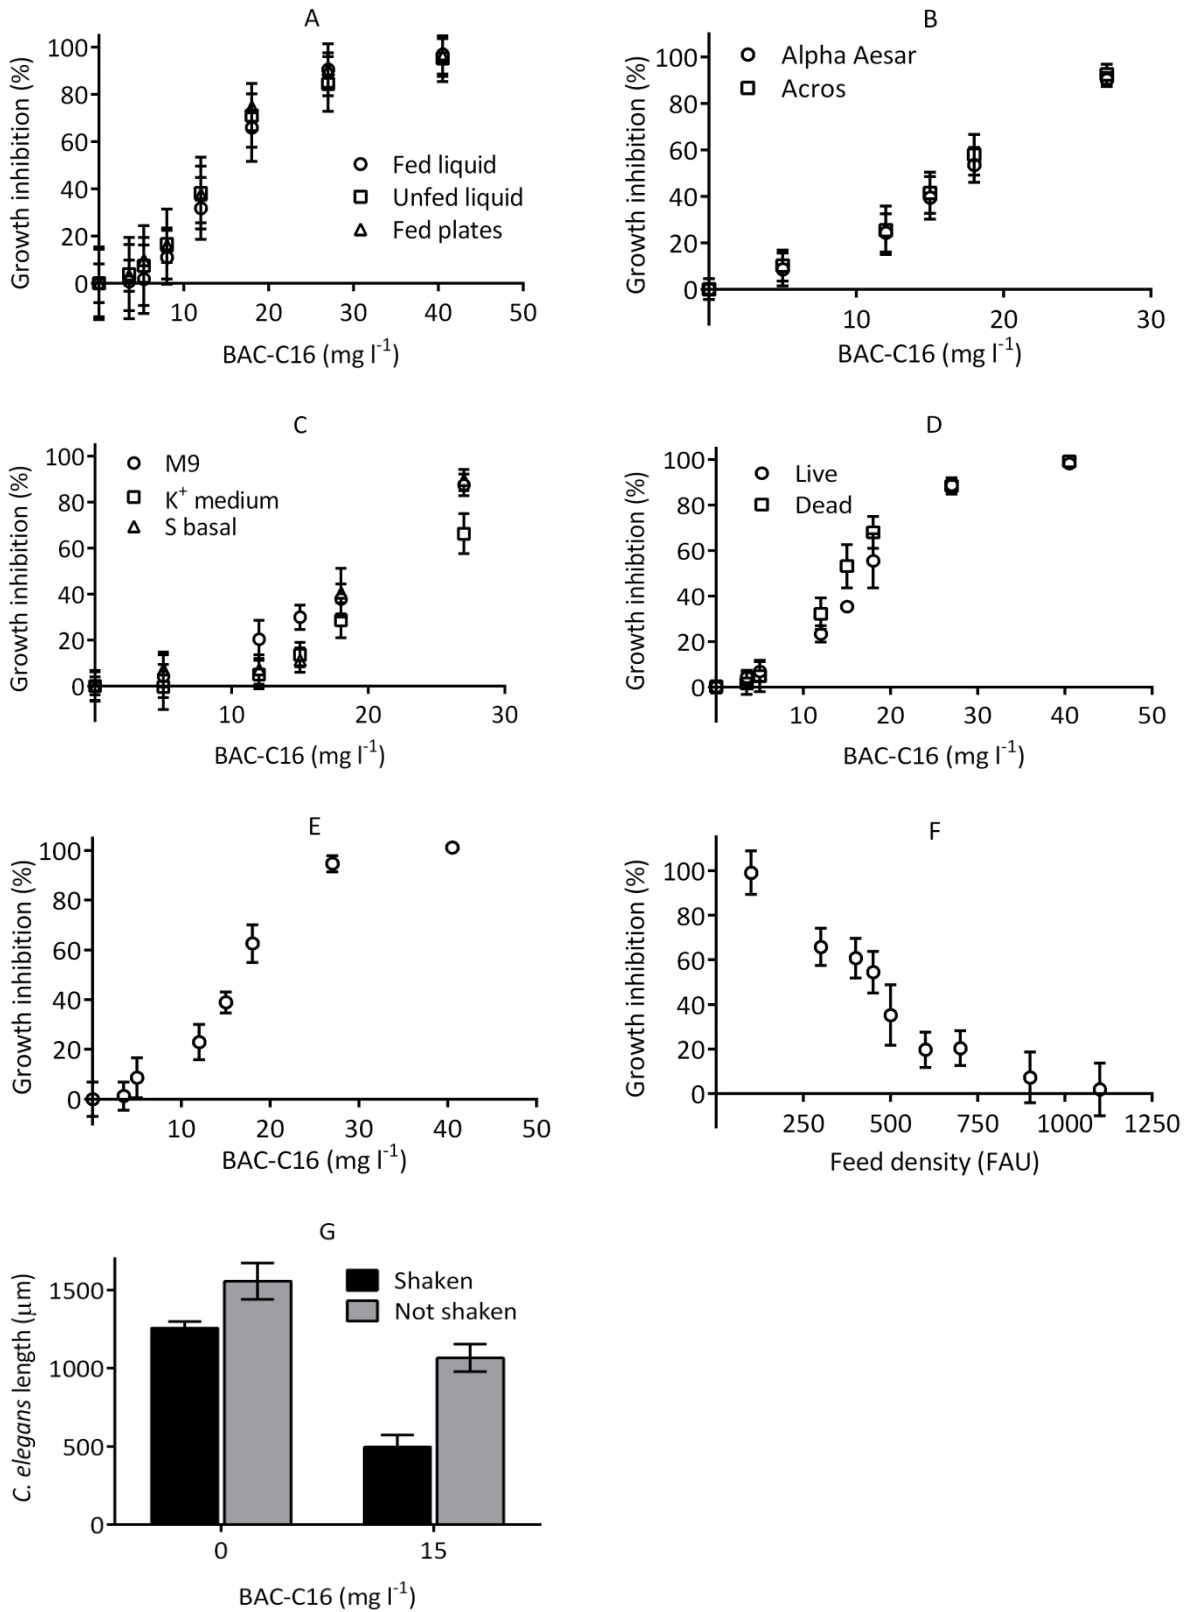 A
Growth inhibition (%)
100
80
60
40
20
0
Fed liquid
Unfed liquid
Fed plates
10
20
30
40
50
BAC-C16 (mg l⁻¹)
B
Growth inhibition (%)
100
80
60
40
20
0
Alpha Aesar
Acros
10
20
30
BAC-C16 (mg l⁻¹)
C
Growth inhibition (%)
100
80
60
40
20
0
M9
K⁺ medium
S basal
10
20
30
BAC-C16 (mg l⁻¹)
D
Growth inhibtion (%)
100
80
60
40
20
0
Live
Dead
10
20
30
40
50
BAC-C16 (mg l⁻¹)
E
Growth inhibition (%)
100
80
60
40
20
0
10
20
30
40
50
BAC-C16 (mg l⁻¹)
F
Growth inhibition (%)
100
80
60
40
20
0
250
500
750
1000
1250
Feed density (FAU)
G
C. elegans length (μm)
1500
1000
500
0
Shaken
Not shaken
0
15
BAC-C16 (mg l⁻¹)